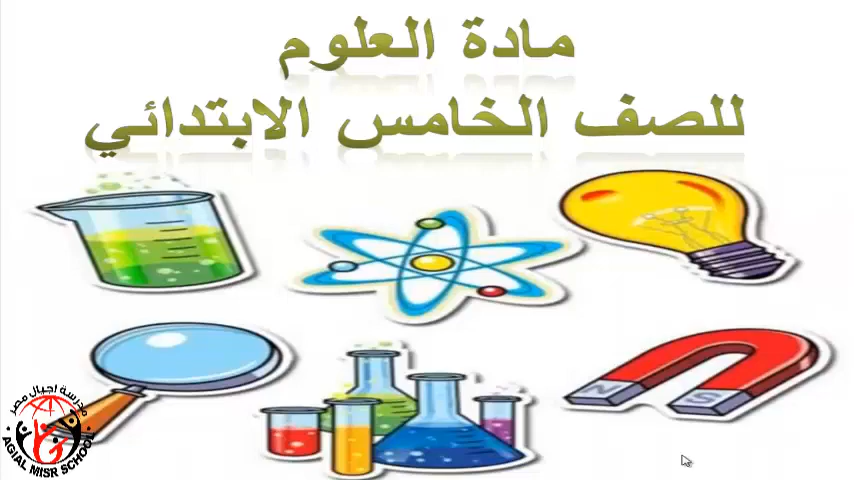 مادة العلوم
للصف الخامس الابتدائي
N
S
مدرسة اجيال مصر
AGIAL MISR SCHOOL